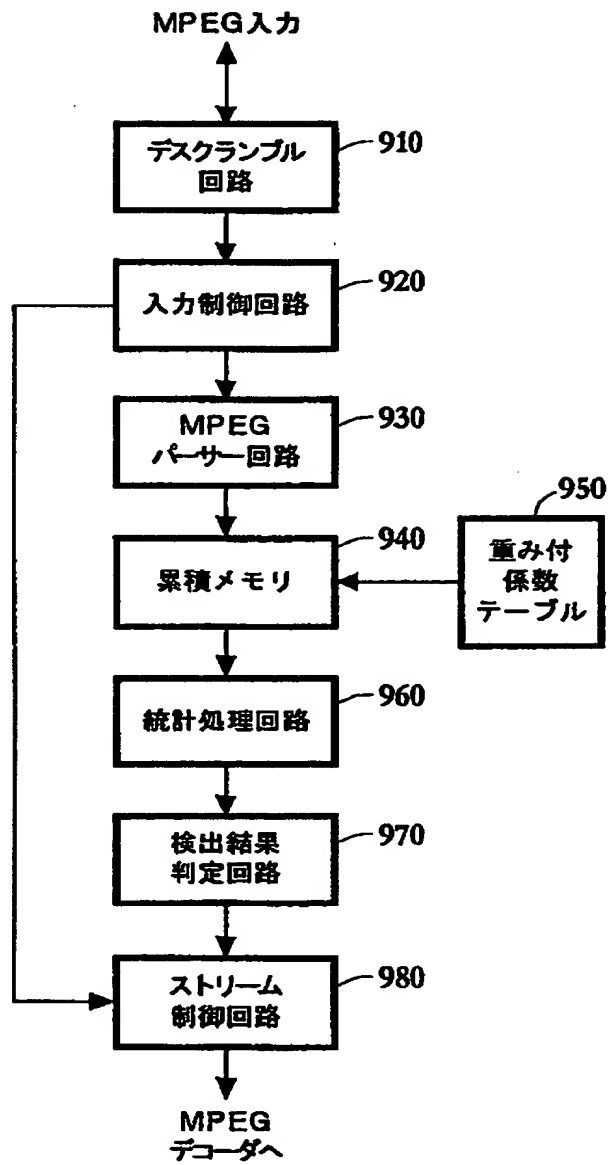 MPEG入力
デスクランブル
回路
910
入力制御回路
920
MPEG
パーサー回路
930
累積メモリ
940
重み付
係数
テーブル
950
統計処理回路
960
検出結果
判定回路
970
ストリーム
制御回路
980
MPEG
デコーダへ